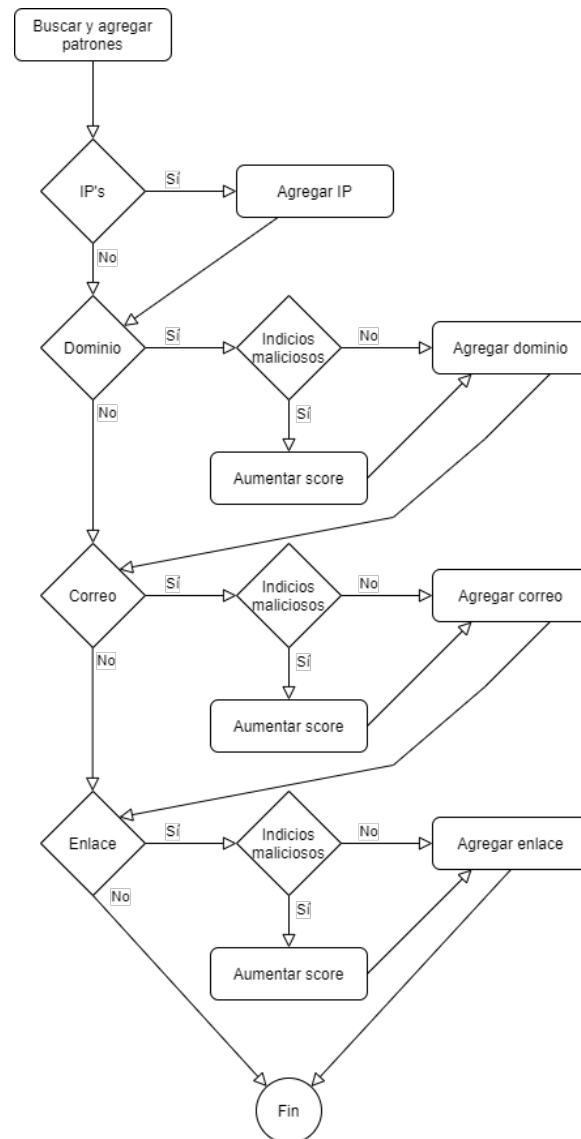 Buscar y agregar
patrones
IP's
Sí
Agregar IP
No
Dominio
Sí
Indicios
maliciosos
No
Agregar dominio
No
Sí
Aumentar score
Correo
Sí
Indicios
maliciosos
No
Agregar correo
No
Sí
Aumentar score
Enlace
Sí
Indicios
maliciosos
No
Agregar enlace
No
Sí
Aumentar score
Fin